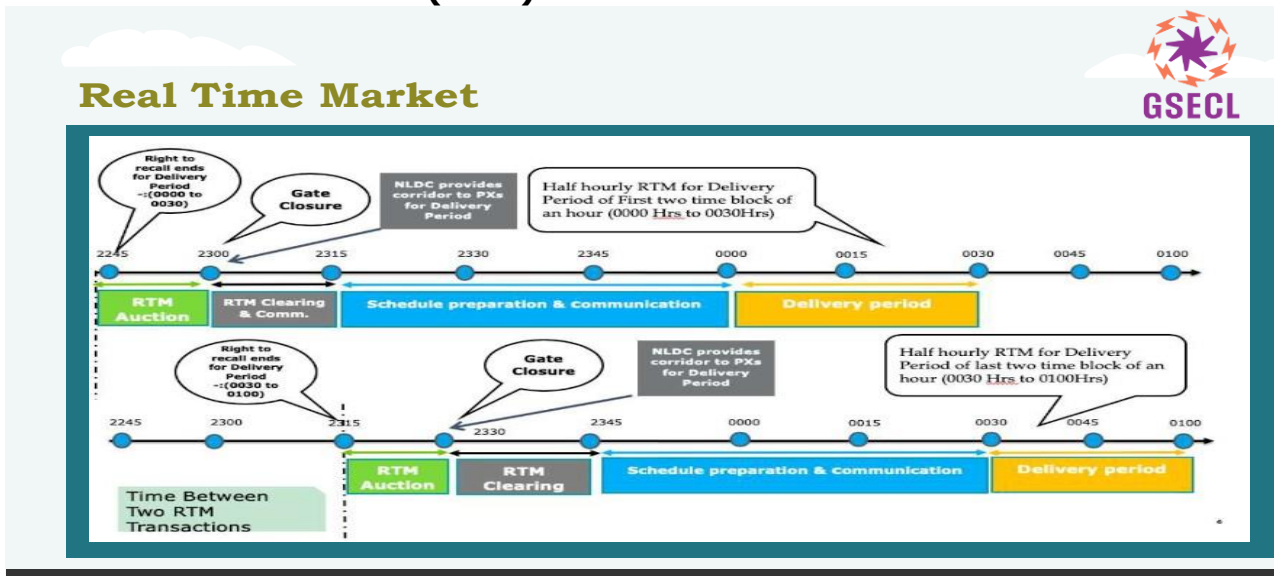 Real Time Market
GSECL
Right to
recall ends
for Delivery
Period
-:(0000 to
0030)
Gate
Closure
NLDC provides
corridor to PXs
for Delivery
Period
Half hourly RTM for Delivery
Period of First two time block of
an hour (0000 Hrs to 0030Hrs)
2245 2300 2315 2330 2345 0000 0015 0030 0045 0100
RTM
Auction
RTM Clearing
& Comm.
Schedule preparation & Communication
Delivery period
Right to
recall ends
for Delivery
Period
-:(0030 to
0100)
Gate
Closure
NLDC provides
corridor to PXs
for Delivery
Period
Half hourly RTM for Delivery
Period of last two time block of an
hour (0030 Hrs to 0100Hrs)
2245 2300 2315 2330 2345 0000 0015 0030 0045 0100
RTM
Auction
RTM
Clearing
Schedule preparation & Communication
Delivery period
Time Between
Two RTM
Transactions